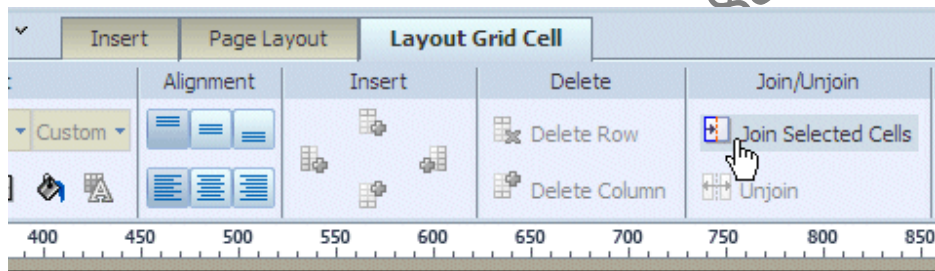 Insert Page Layout Layout Grid Cell
Alignment Insert Delete Join/Unjoin
Custom Delete Row Join Selected Cells
Delete Column Unjoin
400 450 500 550 600 650 700 750 800 850